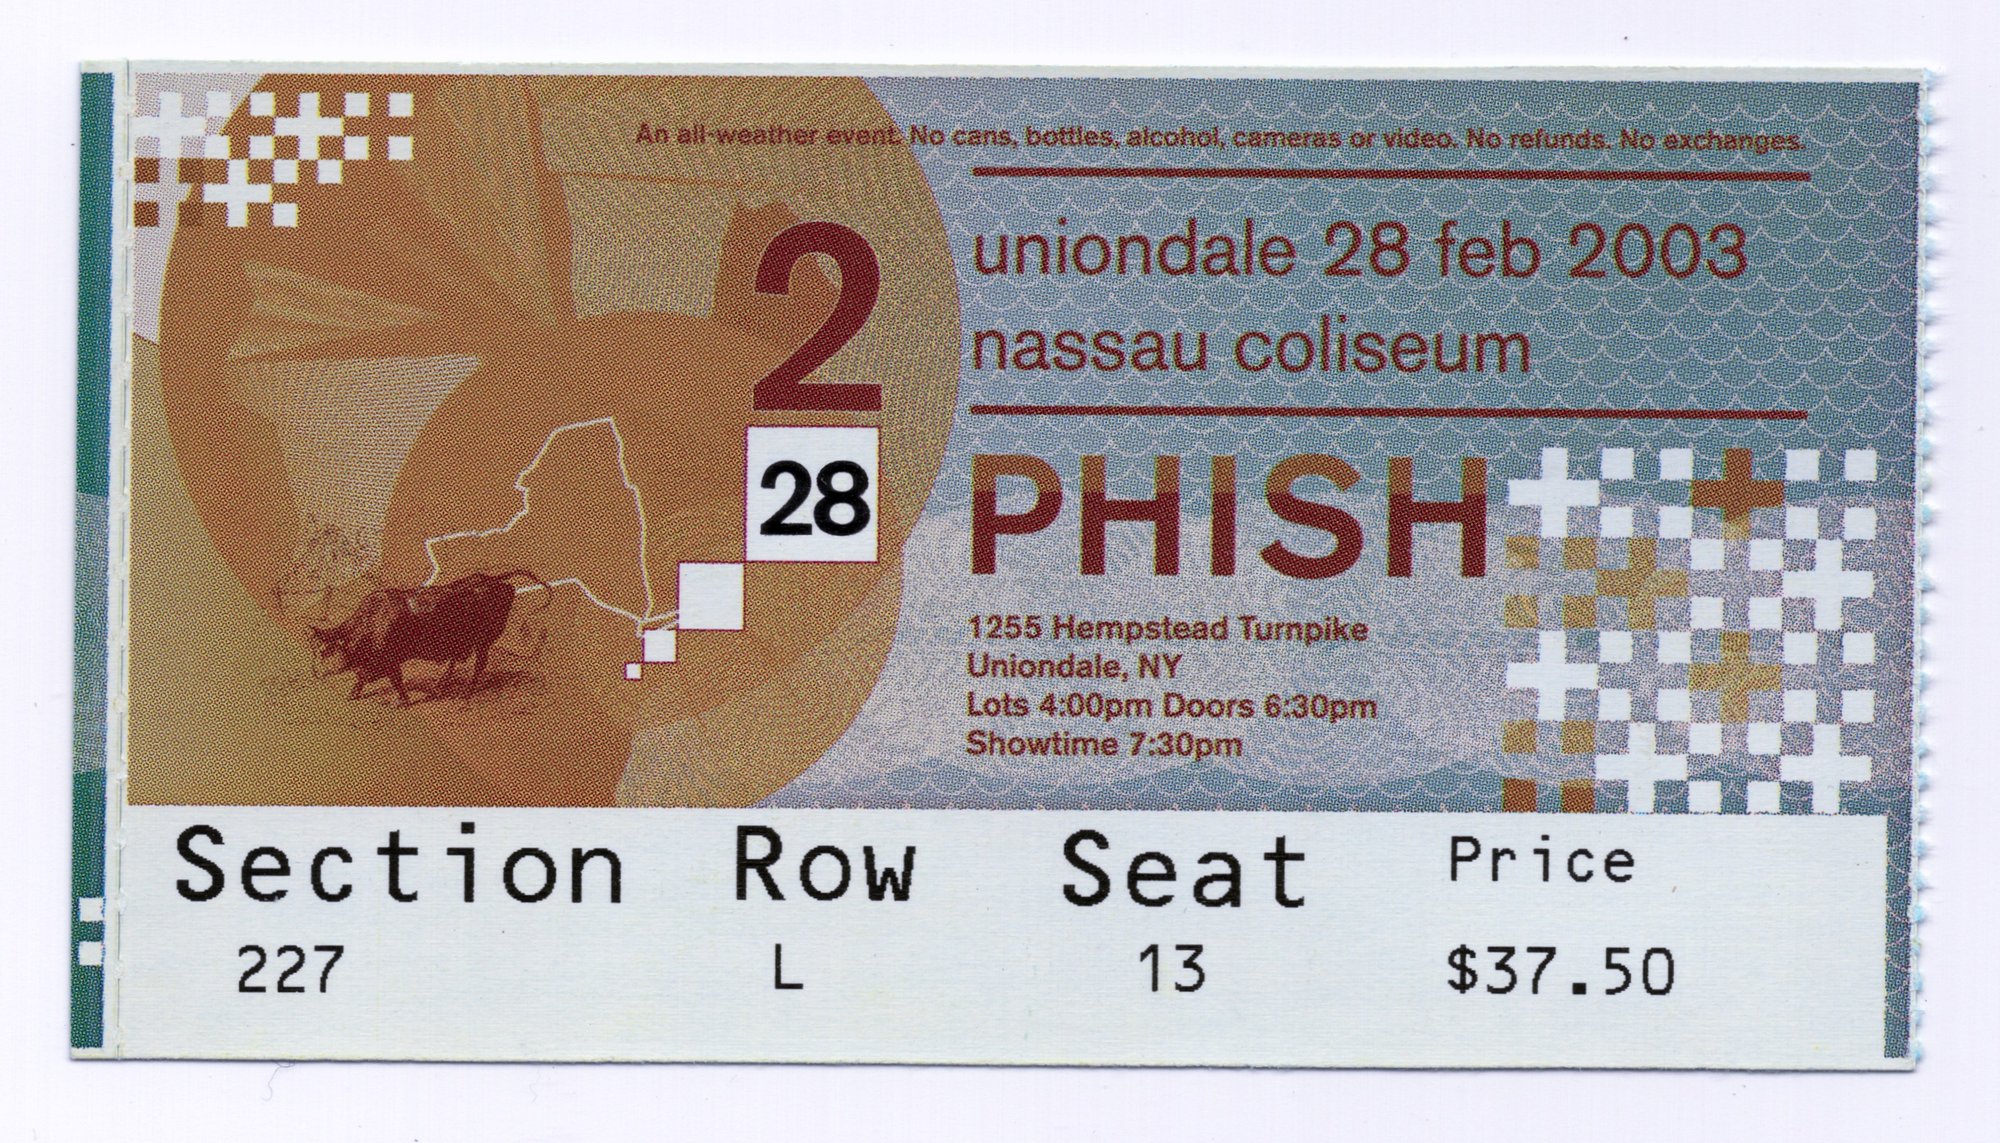 An all-weather event. No cans, bottles, alcohol, cameras or video. No refunds. No exchanges.
uniondale 28 feb 2003
nassau coliseum
2
28
PHISH
1255 Hempstead Turnpike
Uniondale, NY
Lots 4:00pm Doors 6:30pm
Showtime 7:30pm
Section Row Seat Price
227 L 13 $37.50